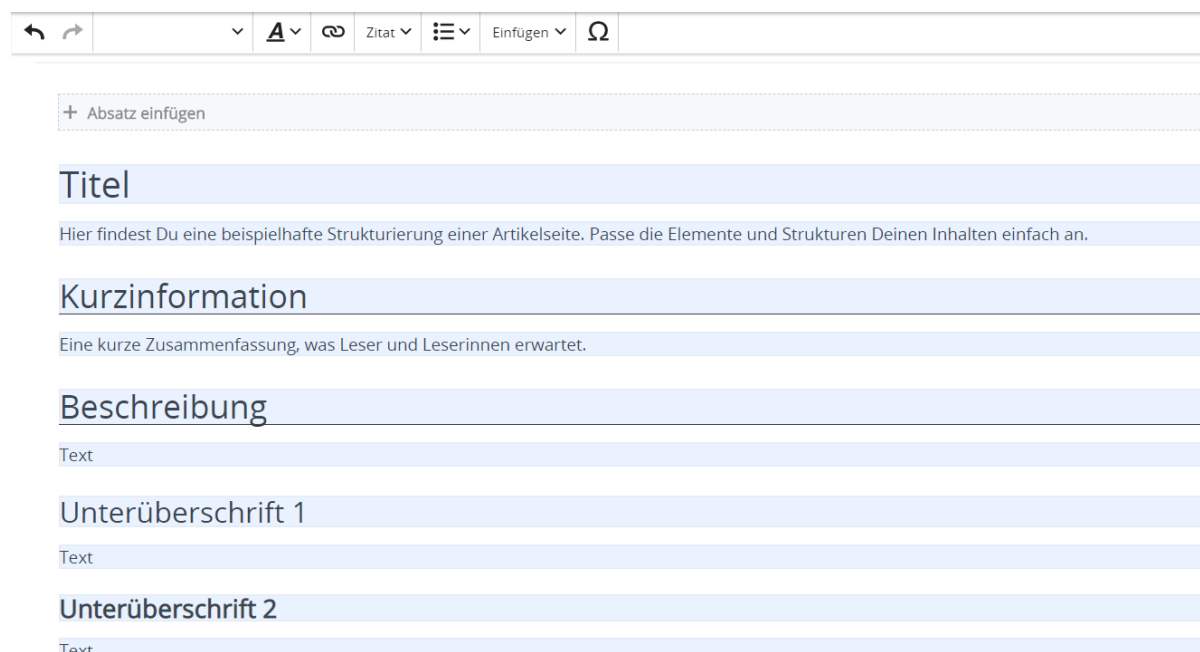 A Zitat Einfügen Ω
+ Absatz einfügen
Titel
Hier findest Du eine beispielhafte Strukturierung einer Artikelseite. Passe die Elemente und Strukturen Deinen Inhalten einfach an.
Kurzinformation
Eine kurze Zusammenfassung, was Leser und Leserinnen erwartet.
Beschreibung
Text
Unterüberschrift 1
Text
Unterüberschrift 2
Text